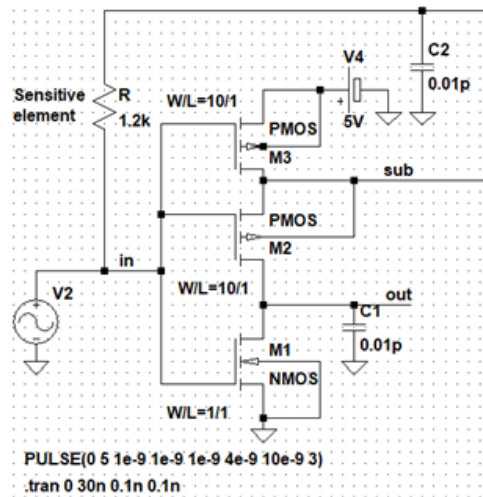 V4
C2
Sensitive
element
R
1.2k
W/L=10/1
+
5V
0.01p
PMOS
M3
sub
PMOS
M2
in
V2
W/L=10/1
out
C1
M1
0.01p
NMOS
W/L=1/1
PULSE(0 5 1e-9 1e-9 1e-9 4e-9 10e-9 3)
.tran 0 30n 0.1n 0.1n